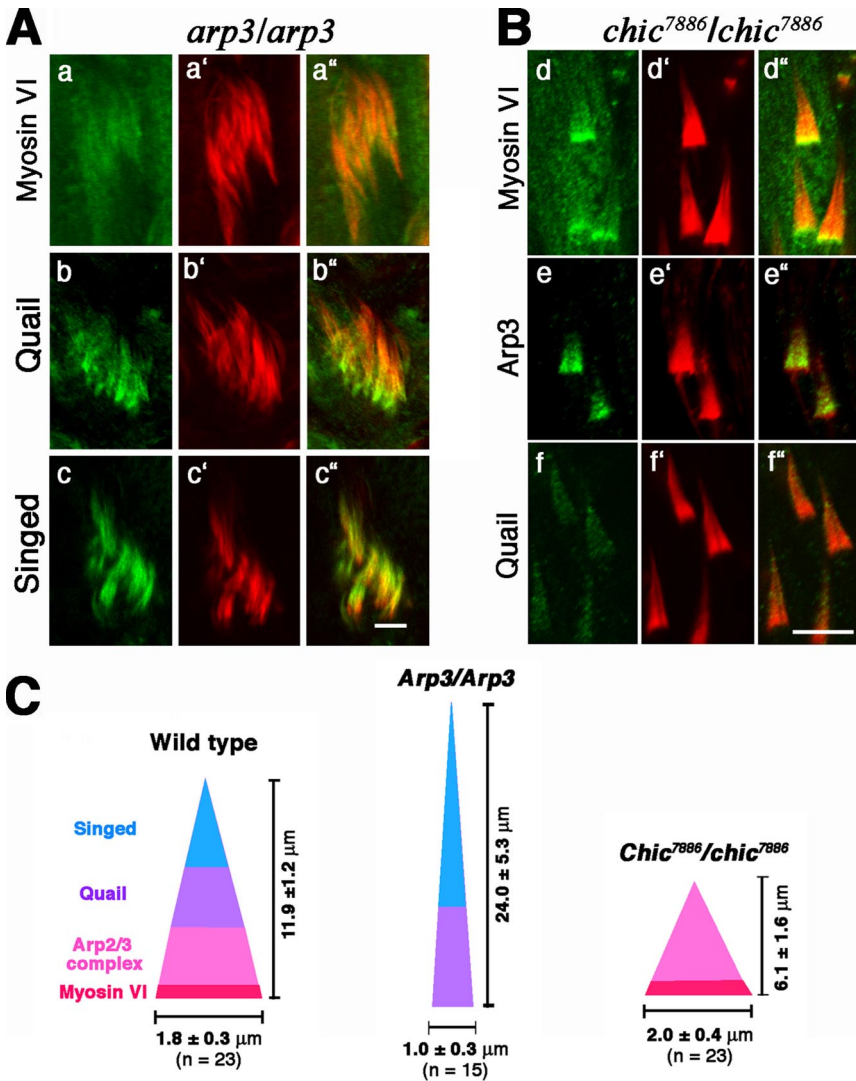 A
arp3/arp3
Myosin VI
a
a'
a"
Quail
b
b'
b"
Singed
c
c'
c"
B
chic⁷⁸⁸⁶/chic⁷⁸⁸⁶
Myosin VI
d
d'
d"
Arp3
e
e'
e"
Quail
f
f'
f"
C
Wild type
Singed
Quail
Arp2/3
complex
Myosin VI
11.9 ±1.2 µm
1.8 ± 0.3 µm
(n = 23)
Arp3/Arp3
24.0 ± 5.3 µm
1.0 ± 0.3 µm
(n = 15)
Chic⁷⁸⁸⁶/chic⁷⁸⁸⁶
6.1 ± 1.6 µm
2.0 ± 0.4 µm
(n = 23)